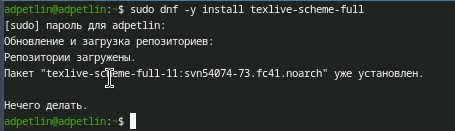 adpetlin@adpetlin:~$ sudo dnf -y install texlive-scheme-full
[sudo] пароль для adpetlin:
Обновление и загрузка репозиториев:
Репозитории загружены.
Пакет "texlive-scheme-full-11:svn54074-73.fc41.noarch" уже установлен.

Нечего делать.
adpetlin@adpetlin:~$